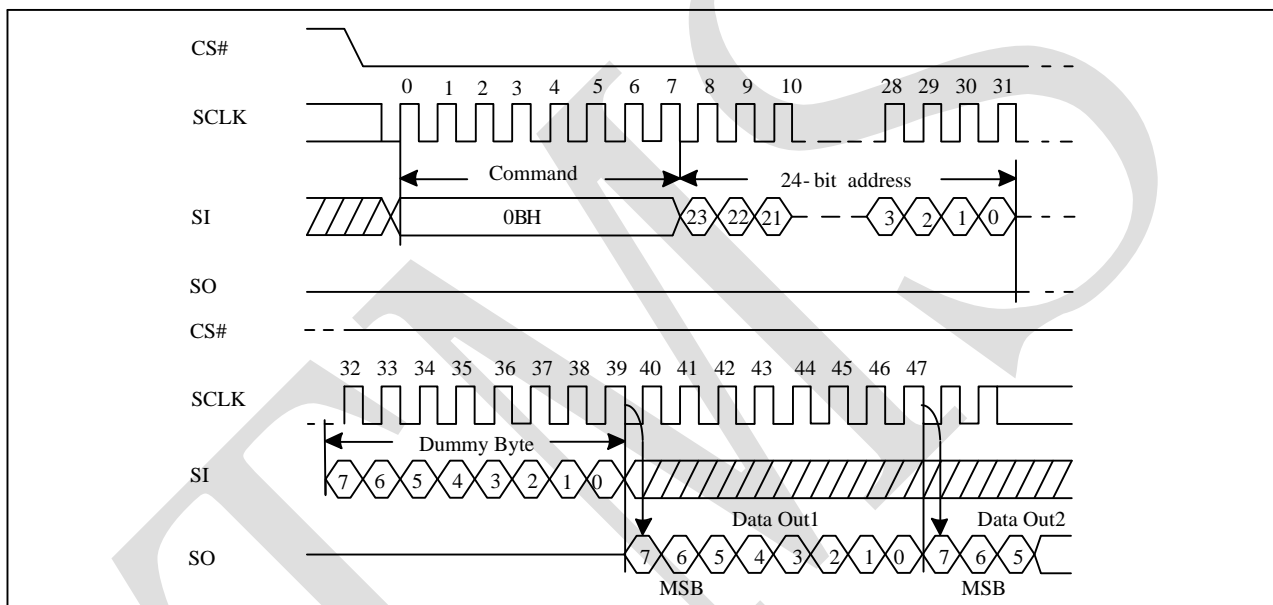 CS#
0 1 2 3 4 5 6 7 8 9 10 28 29 30 31
SCLK
Command 24-bit address
SI 0BH 23 22 21 3 2 1 0
SO
CS#
32 33 34 35 36 37 38 39 40 41 42 43 44 45 46 47
SCLK
Dummy Byte
SI 7 6 5 4 3 2 1 0
Data Out1 Data Out2
SO 7 6 5 4 3 2 1 0 7 6 5
MSB MSB
TMS